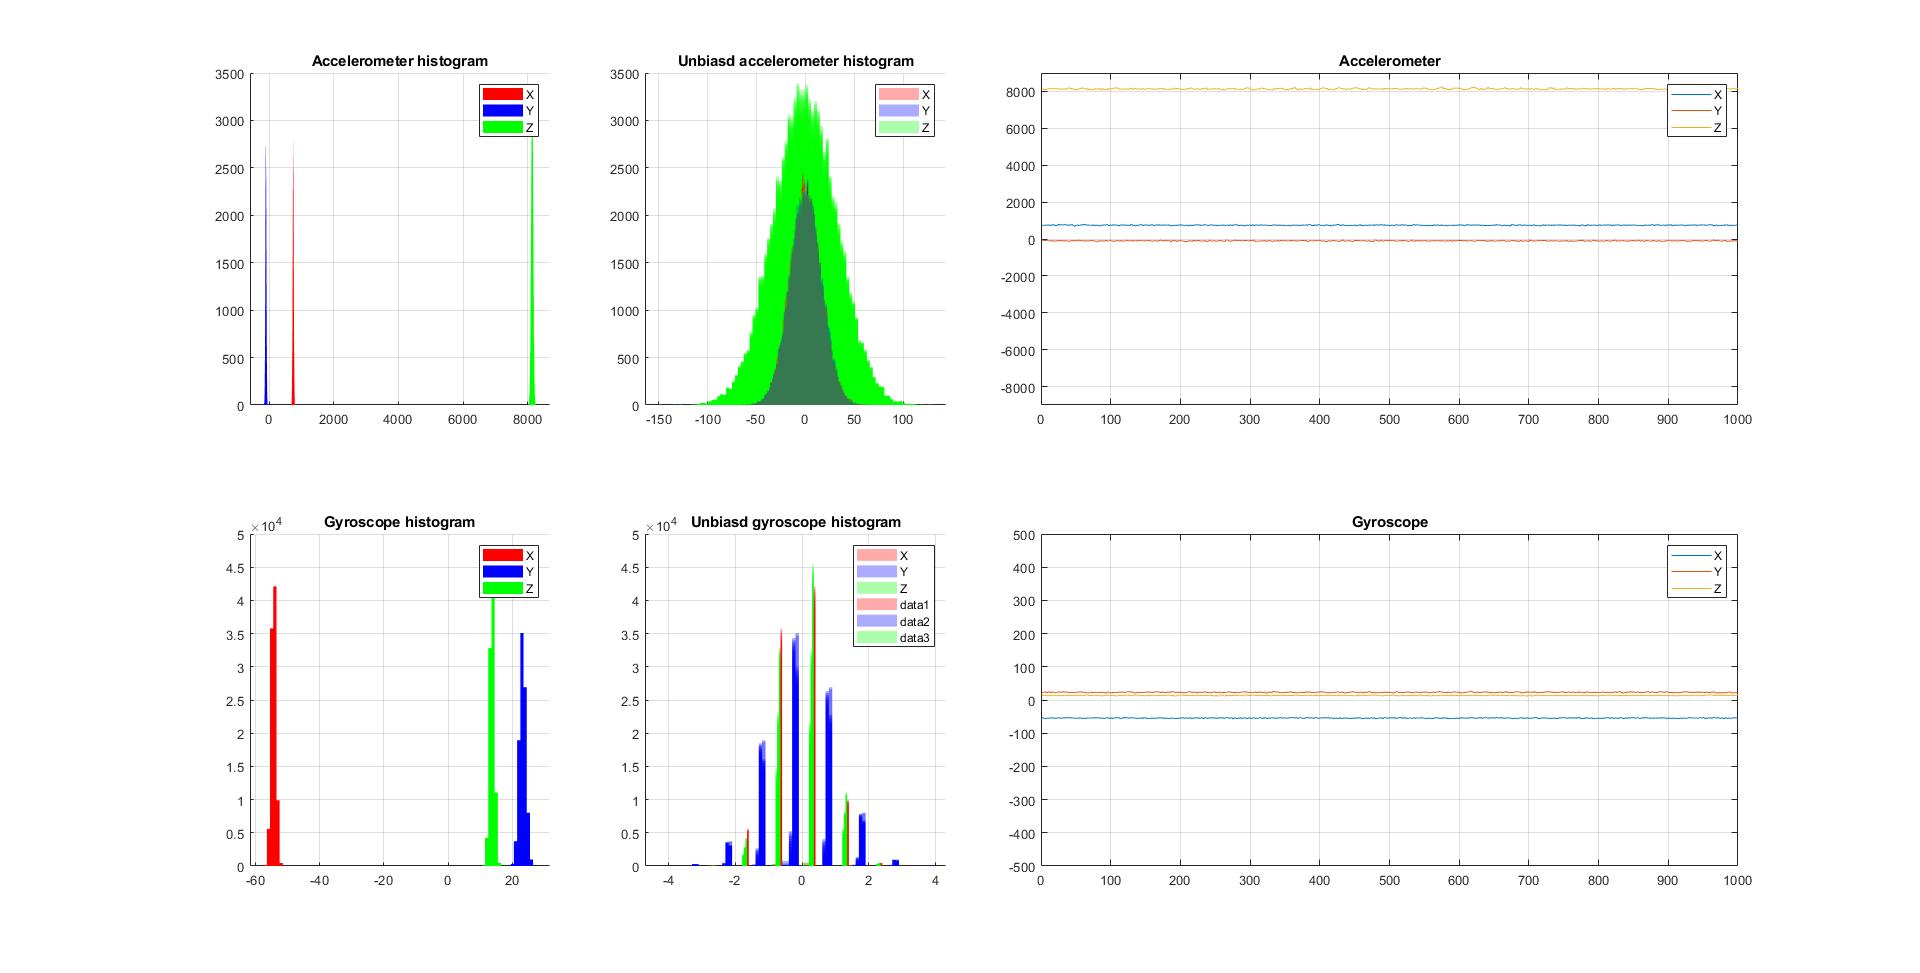 Accelerometer histogram
3500
3000
2500
2000
1500
1000
500
0
0 2000 4000 6000 8000
X
Y
Z
Unbiasd accelerometer histogram
3500
3000
2500
2000
1500
1000
500
0
-150 -100 -50 0 50 100
X
Y
Z
Accelerometer
8000
6000
4000
2000
0
-2000
-4000
-6000
-8000
0 100 200 300 400 500 600 700 800 900 1000
X
Y
Z
Gyroscope histogram
×10^4
5
4.5
4
3.5
3
2.5
2
1.5
1
0.5
0
-60 -40 -20 0 20
X
Y
Z
Unbiasd gyroscope histogram
×10^4
5
4.5
4
3.5
3
2.5
2
1.5
1
0.5
0
-4 -2 0 2 4
X
Y
Z
data1
data2
data3
Gyroscope
500
400
300
200
100
0
-100
-200
-300
-400
-500
0 100 200 300 400 500 600 700 800 900 1000
X
Y
Z